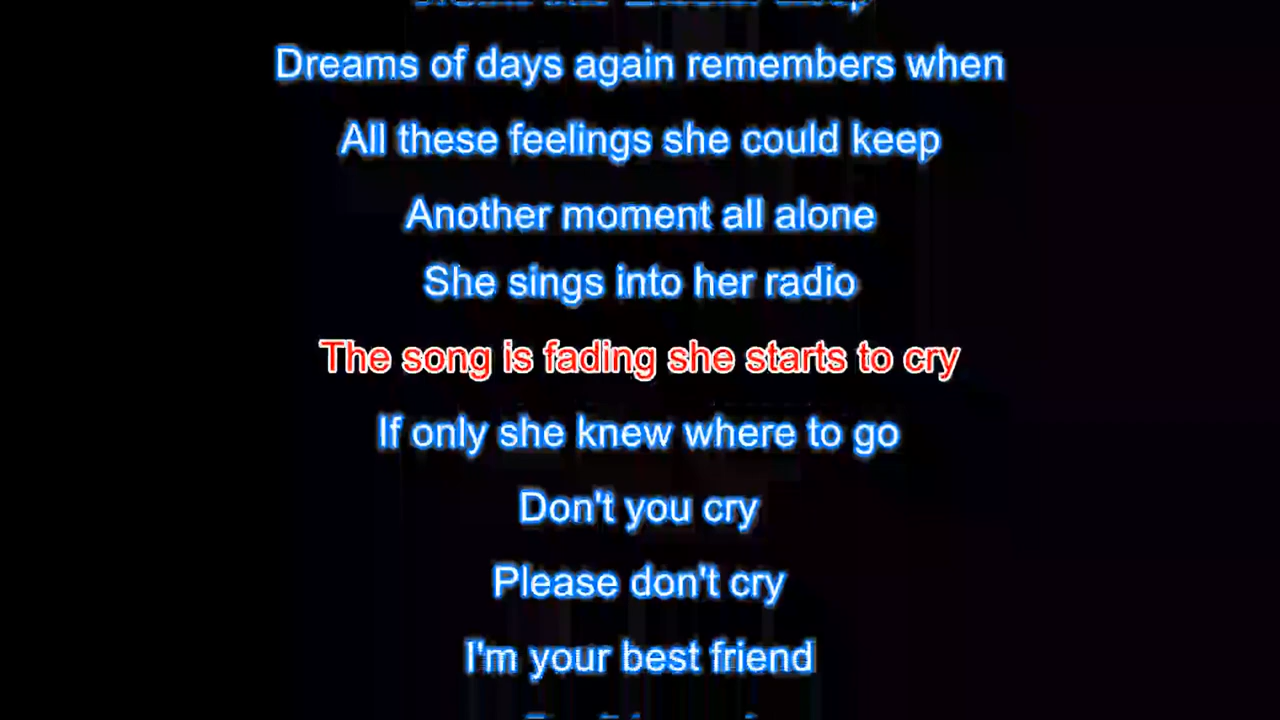 Dreams of days again remembers when
All these feelings she could keep
Another moment all alone
She sings into her radio
The song is fading she starts to cry
If only she knew where to go
Don't you cry
Please don't cry
I'm your best friend